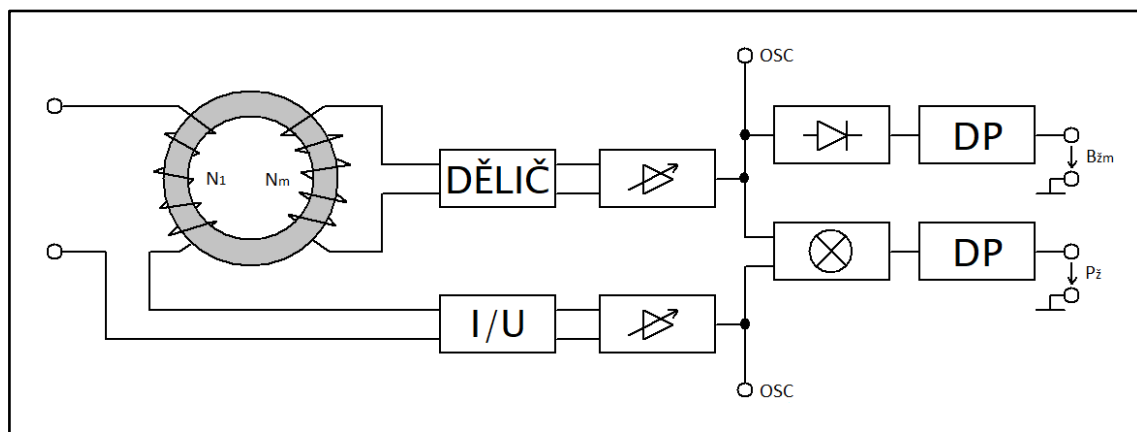 OSC
DP
Bžm
N1
Nm
DĚLIČ
DP
Pž
I/U
OSC